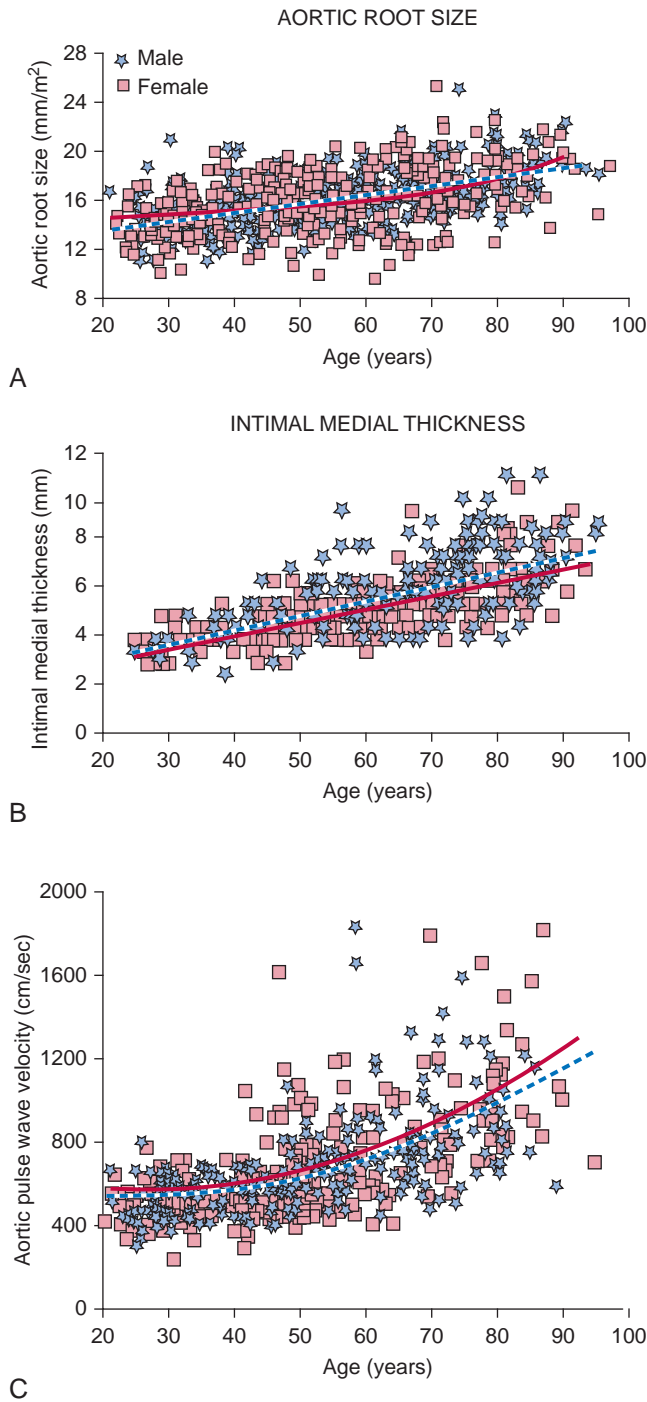 AORTIC ROOT SIZE
28
24
20
16
12
8
Aortic root size (mm/m²)
Male
Female
20 30 40 50 60 70 80 90 100
Age (years)
A
INTIMAL MEDIAL THICKNESS
12
10
8
6
4
2
0
Intimal medial thickness (mm)
20 30 40 50 60 70 80 90 100
Age (years)
B
2000
1600
1200
800
400
0
Aortic pulse wave velocity (cm/sec)
20 30 40 50 60 70 80 90 100
Age (years)
C